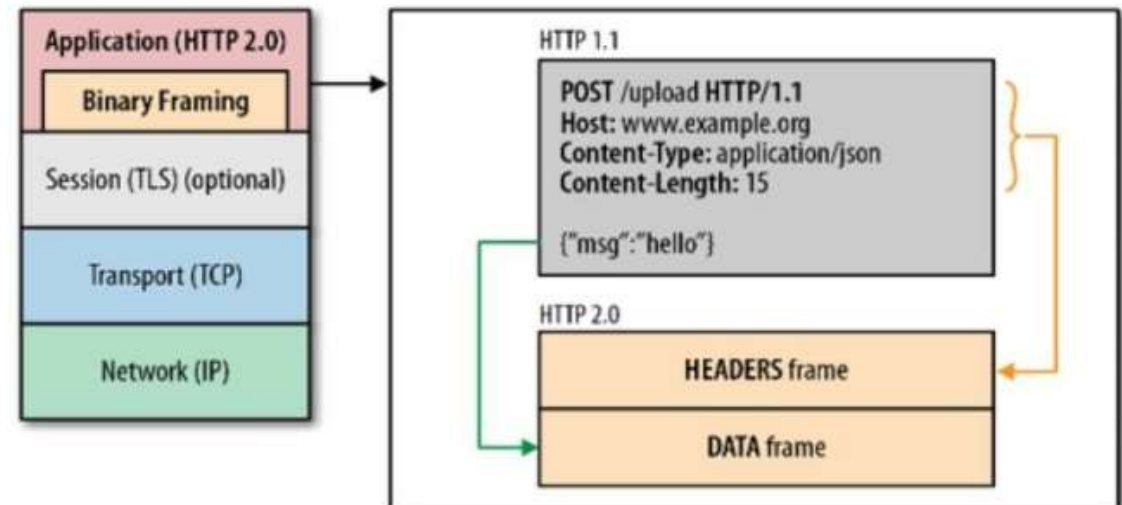 Application (HTTP 2.0)
Binary Framing
Session (TLS) (optional)
Transport (TCP)
Network (IP)
HTTP 1.1
POST /upload HTTP/1.1
Host: www.example.org
Content-Type: application/json
Content-Length: 15
{"msg":"hello"}
HTTP 2.0
HEADERS frame
DATA frame